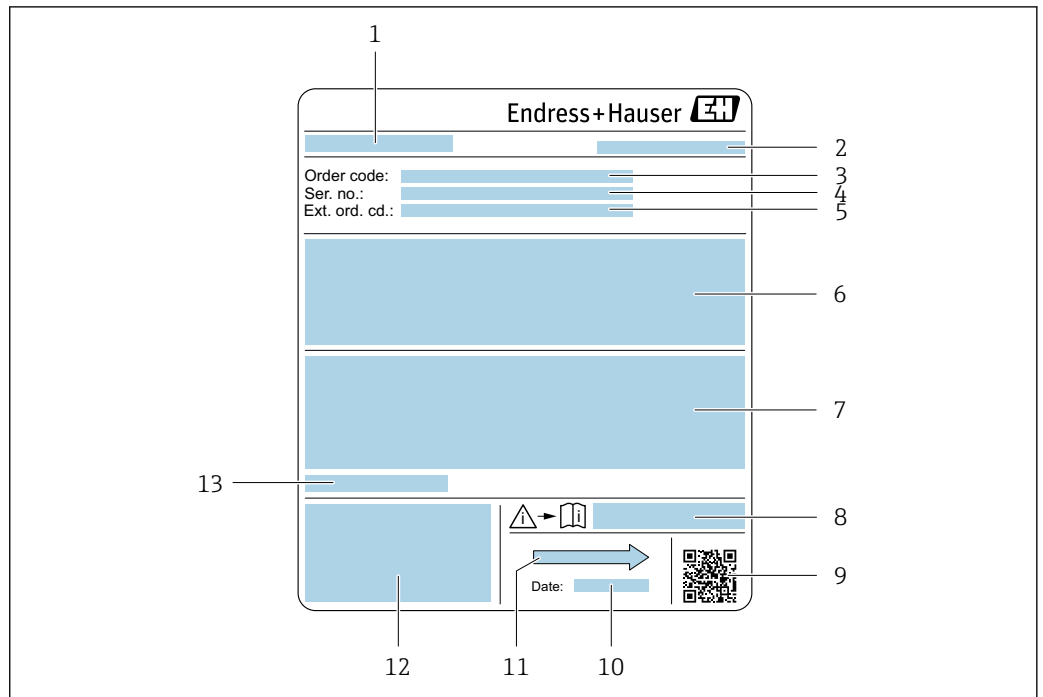 1
Endress+Hauser EH
2
Order code:
3
Ser. no.:
4
Ext. ord. cd.:
5
6
7
13
i i
8
9
11
Date:
12
10